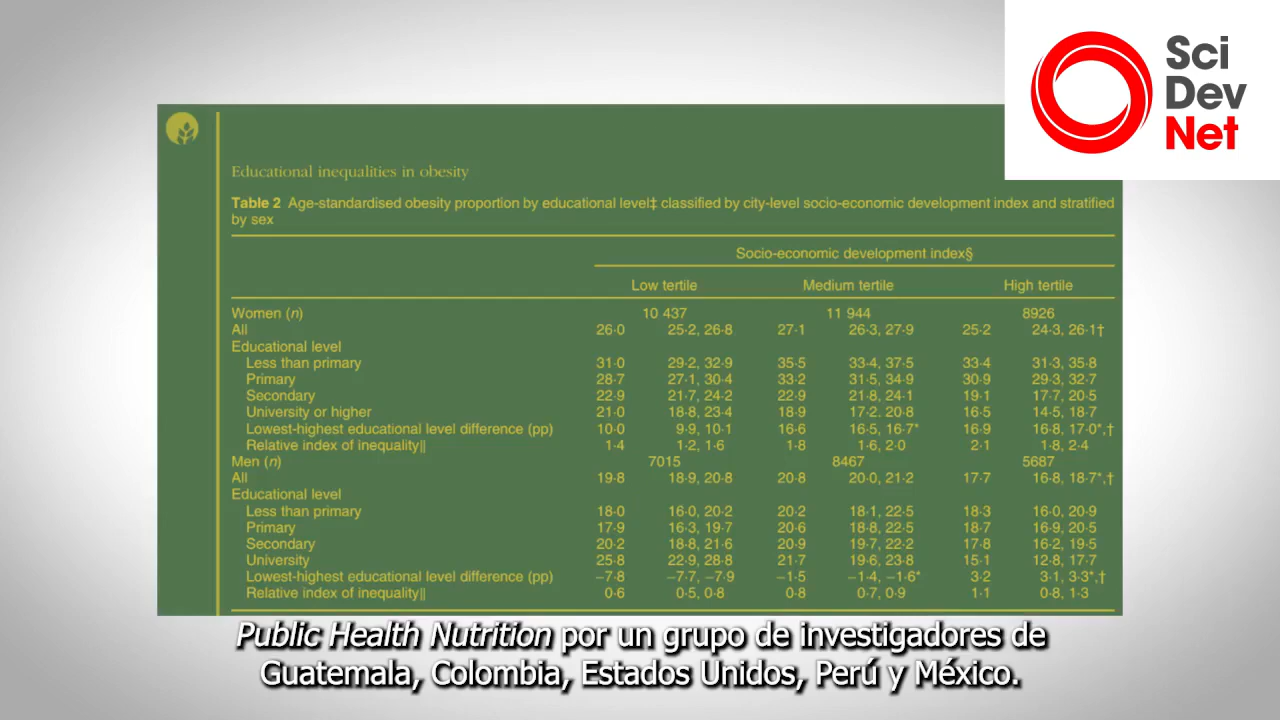 Sci
Dev
Net
Educational inequalities in obesity
Table 2 Age-standardised obesity proportion by educational level‡ classified by city-level socio-economic development index and stratified
by sex
Socio-economic development index§
Low tertile Medium tertile High tertile
Women (n) 10 437 11 944 8926
All 26·0 25·2, 26·8 27·1 26·3, 27·9 25·2 24·3, 26·1†
Educational level
Less than primary 31·0 29·2, 32·9 35·5 33·4, 37·5 33·4 31·3, 35·8
Primary 28·7 27·1, 30·4 33·2 31·5, 34·9 30·9 29·3, 32·7
Secondary 22·9 21·7, 24·2 22·9 21·8, 24·1 19·1 17·7, 20·5
University or higher 21·0 18·8, 23·4 18·9 17·2, 20·8 16·5 14·5, 18·7
Lowest-highest educational level difference (pp) 10·0 9·9, 10·1 16·6 16·5, 16·7* 16·9 16·8, 17·0*,†
Relative index of inequality|| 1·4 1·2, 1·6 1·8 1·6, 2·0 2·1 1·8, 2·4
Men (n) 7015 8467 5687
All 19·8 18·9, 20·8 20·8 20·0, 21·2 17·7 16·8, 18·7*,†
Educational level
Less than primary 18·0 16·0, 20·2 20·2 18·1, 22·5 18·3 16·0, 20·9
Primary 17·9 16·3, 19·7 20·6 18·8, 22·5 18·7 16·9, 20·5
Secondary 20·2 18·8, 21·6 20·9 19·7, 22·2 17·8 16·2, 19·5
University 25·8 22·9, 28·8 21·7 19·6, 23·8 15·1 12·8, 17·7
Lowest-highest educational level difference (pp) −7·8 −7·7, −7·9 −1·5 −1·4, −1·6* 3·2 3·1, 3·3*,†
Relative index of inequality|| 0·6 0·5, 0·8 0·8 0·7, 0·9 1·1 0·8, 1·3
Public Health Nutrition por un grupo de investigadores de
Guatemala, Colombia, Estados Unidos, Perú y México.